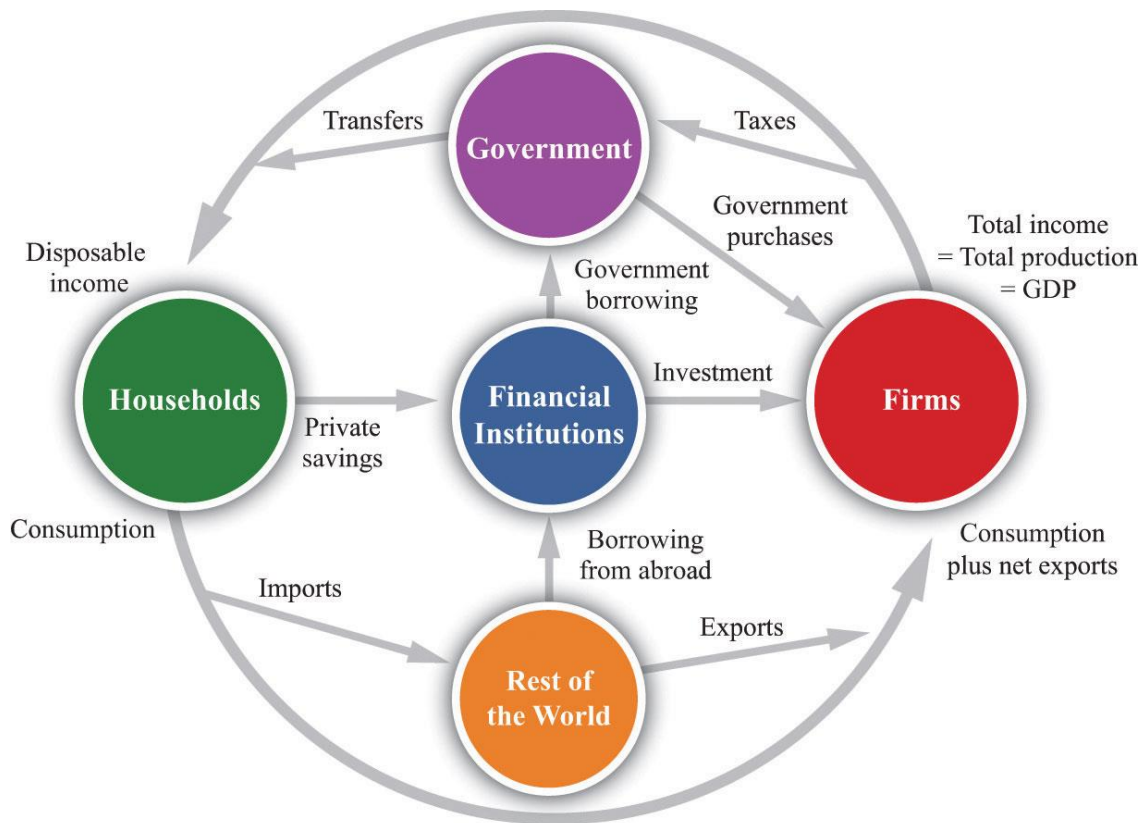 Transfers
Taxes
Government
Government
purchases
Total income
= Total production
= GDP
Disposable
income
Government
borrowing
Households
Private
savings
Financial
Institutions
Investment
Firms
Consumption
Imports
Borrowing
from abroad
Consumption
plus net exports
Exports
Rest of
the World